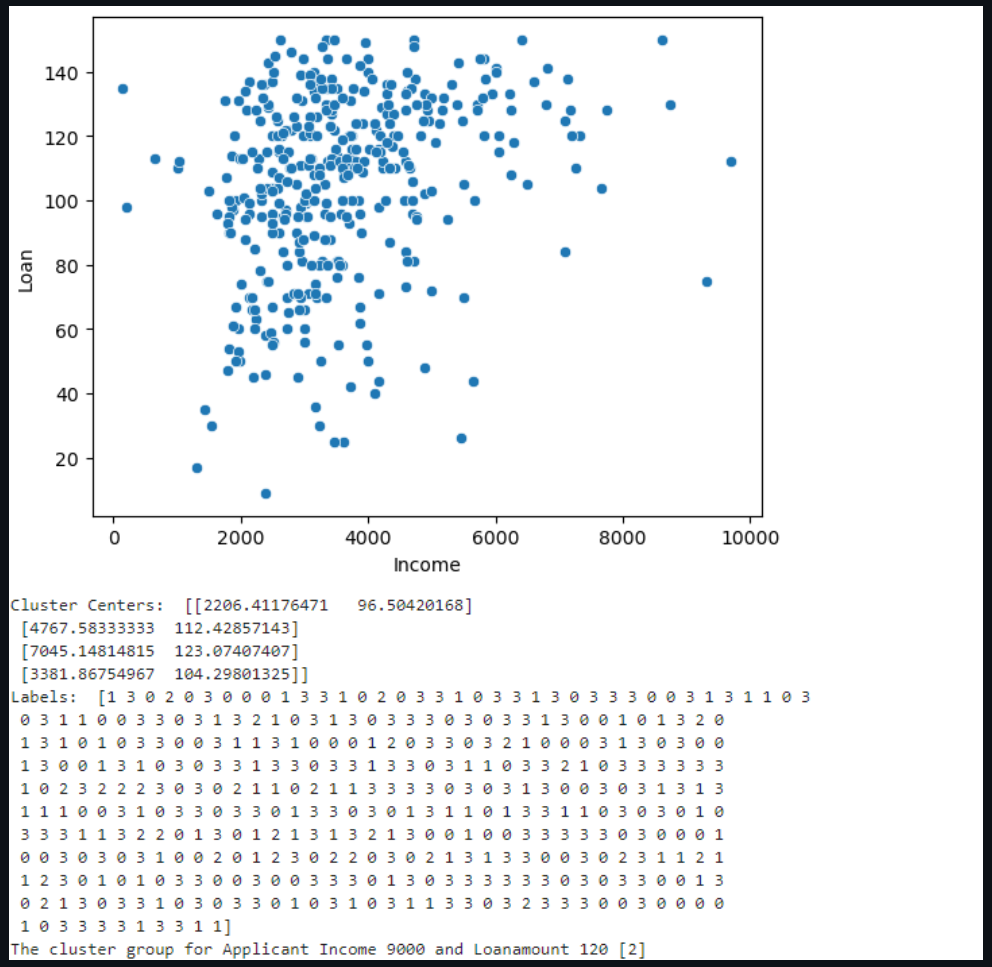 140
120
100
80
60
40
20
Loan
0 2000 4000 6000 8000 10000
Income
Cluster Centers:  [[2206.41176471   96.50420168]
 [4767.58333333  112.42857143]
 [7045.14814815  123.07407407]
 [3381.86754967  104.29801325]]
Labels:  [1 3 0 2 0 3 0 0 0 1 3 3 1 0 2 0 3 3 1 0 3 3 1 3 0 3 3 3 0 0 3 1 3 1 1 0 3
 0 3 1 1 0 0 3 3 0 3 1 3 2 1 0 3 1 3 0 3 3 3 0 3 0 3 3 1 3 0 0 1 0 1 3 2 0
 1 3 1 0 1 0 3 3 0 0 3 1 1 3 1 0 0 0 1 2 0 3 3 0 3 2 1 0 0 0 3 1 3 0 3 0 0
 1 3 0 0 1 3 1 0 3 0 3 3 1 3 3 0 3 3 1 3 3 0 3 1 1 0 3 3 2 1 0 3 3 3 3 3 3
 1 0 2 3 2 2 2 3 0 3 0 2 1 1 0 2 1 1 3 3 3 3 0 3 0 3 1 3 0 0 3 0 3 1 3 1 3
 1 1 1 0 0 3 1 0 3 3 0 3 3 0 1 3 3 0 3 0 1 3 1 1 0 1 3 3 1 1 0 3 0 3 0 1 0
 3 3 3 1 1 3 2 2 0 1 3 0 1 2 1 3 1 3 2 1 3 0 0 1 0 0 3 3 3 3 3 0 3 0 0 0 1
 0 0 3 0 3 0 3 1 0 0 2 0 1 2 3 0 2 2 0 3 0 2 1 3 1 3 3 0 0 3 0 2 3 1 1 2 1
 1 2 3 0 1 0 1 0 3 3 0 0 3 0 0 3 3 3 0 1 3 0 3 3 3 3 3 3 0 3 0 3 3 0 0 1 3
 0 2 1 3 0 3 3 1 0 3 0 3 3 0 1 0 3 1 0 3 1 1 3 3 0 3 2 3 3 3 0 0 3 0 0 0 0
 1 0 3 3 3 3 1 3 3 1 1]
The cluster group for Applicant Income 9000 and Loanamount 120 [2]